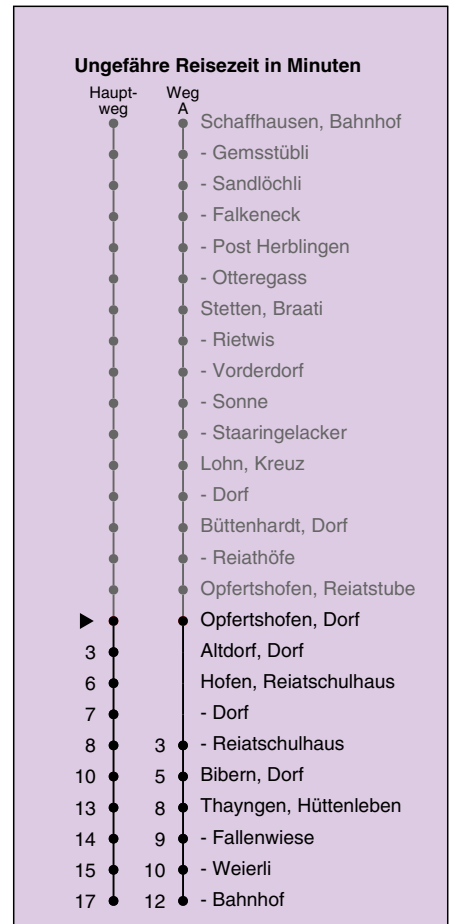 Ungefähre Reisezeit in Minuten
Haupt- Weg
weg A
Schaffhausen, Bahnhof
- Gemsstübli
- Sandlöchli
- Falkeneck
- Post Herblingen
- Otteregass
Stetten, Braati
- Rietwis
- Vorderdorf
- Sonne
- Staaringelacker
Lohn, Kreuz
- Dorf
Büttenhardt, Dorf
- Reiathöfe
Opfertshofen, Reiatstube
Opfertshofen, Dorf
3 Altdorf, Dorf
6 Hofen, Reiatschulhaus
7 - Dorf
8 3 - Reiatschulhaus
10 5 Bibern, Dorf
13 8 Thayngen, Hüttenleben
14 9 - Fallenwiese
15 10 - Weierli
17 12 - Bahnhof